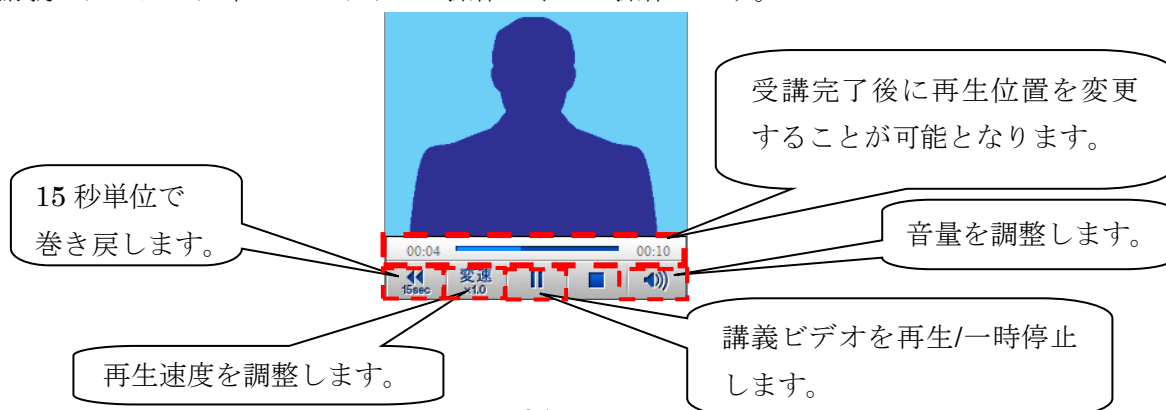 受講完了後に再生位置を変更
することが可能となります。
15 秒単位で
巻き戻します。
音量を調整します。
00:04
00:10
15sec
変速
×1.0
再生速度を調整します。
講義ビデオを再生/一時停止
します。